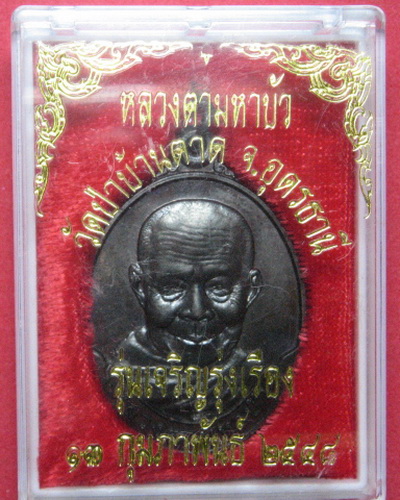 หลวงตามหาบัว
วัดป่าบ้านตาด จ.อุดรธานี
รุ่นเจริญรุ่งเรือง
๑๓ กุมภาพันธ์ ๒๕๔๘